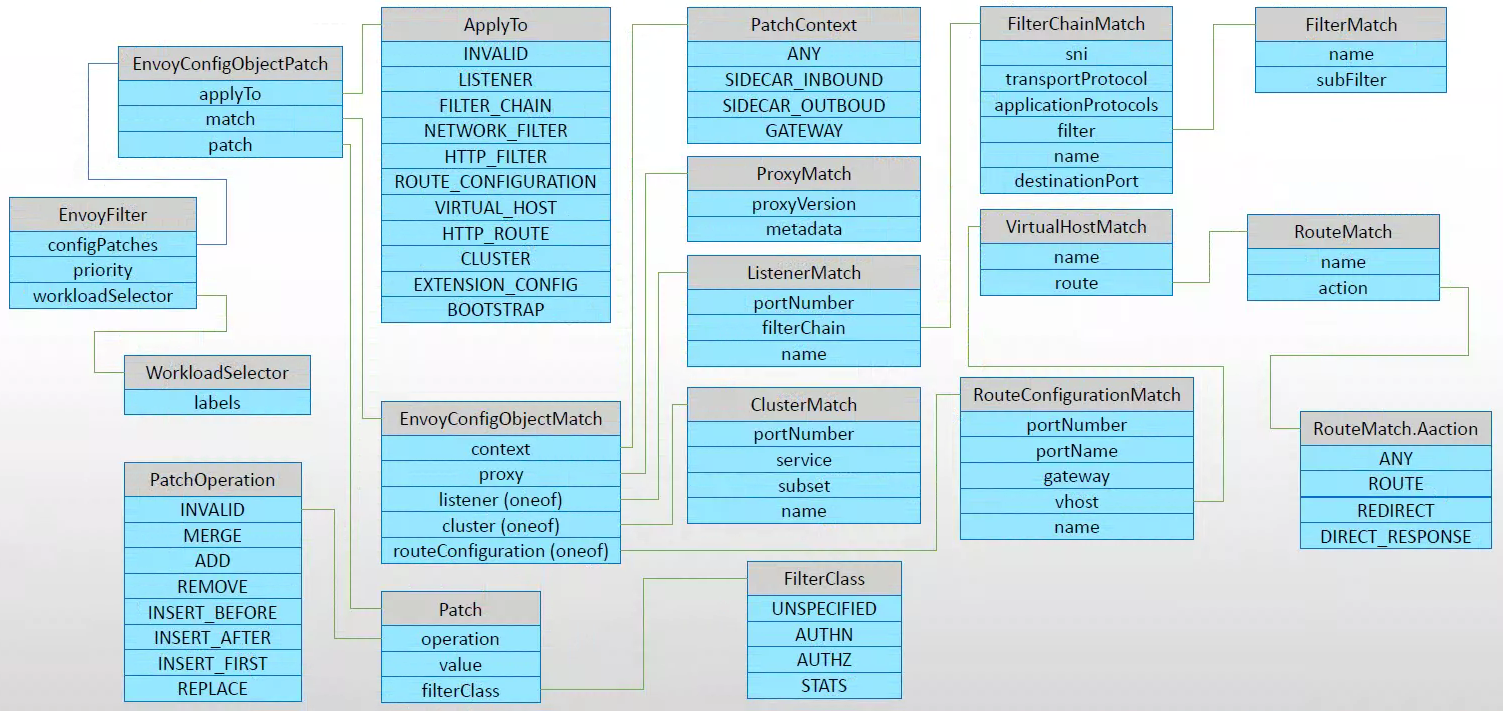 EnvoyFilter
configPatches
priority
workloadSelector
EnvoyConfigObjectPatch
applyTo
match
patch
WorkloadSelector
labels
PatchOperation
INVALID
MERGE
ADD
REMOVE
INSERT_BEFORE
INSERT_AFTER
INSERT_FIRST
REPLACE
ApplyTo
INVALID
LISTENER
FILTER_CHAIN
NETWORK_FILTER
HTTP_FILTER
ROUTE_CONFIGURATION
VIRTUAL_HOST
HTTP_ROUTE
CLUSTER
EXTENSION_CONFIG
BOOTSTRAP
EnvoyConfigObjectMatch
context
proxy
listener (oneof)
cluster (oneof)
routeConfiguration (oneof)
Patch
operation
value
filterClass
PatchContext
ANY
SIDECAR_INBOUND
SIDECAR_OUTBOUD
GATEWAY
ProxyMatch
proxyVersion
metadata
ListenerMatch
portNumber
filterChain
name
ClusterMatch
portNumber
service
subset
name
FilterClass
UNSPECIFIED
AUTHN
AUTHZ
STATS
FilterChainMatch
sni
transportProtocol
applicationProtocols
filter
name
destinationPort
VirtualHostMatch
name
route
RouteConfigurationMatch
portNumber
portName
gateway
vhost
name
FilterMatch
name
subFilter
RouteMatch
name
action
RouteMatch.Aaction
ANY
ROUTE
REDIRECT
DIRECT_RESPONSE